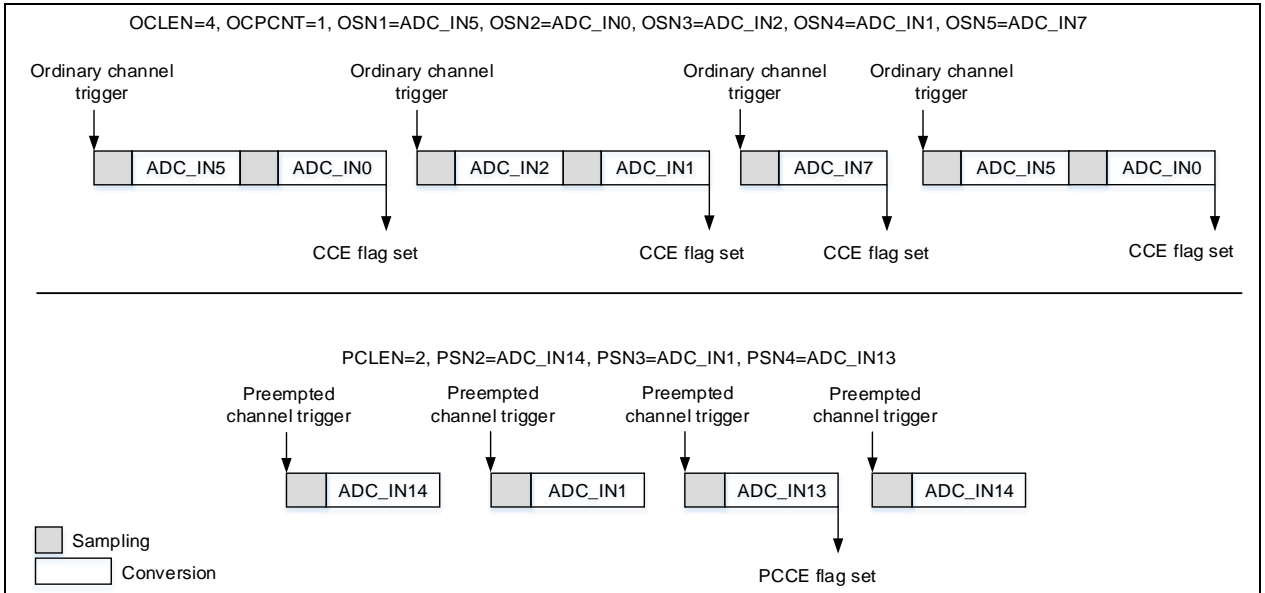 OCLEN=4, OCPCNT=1, OSN1=ADC_IN5, OSN2=ADC_IN0, OSN3=ADC_IN2, OSN4=ADC_IN1, OSN5=ADC_IN7
Ordinary channel trigger
Ordinary channel trigger
Ordinary channel trigger
Ordinary channel trigger
ADC_IN5 ADC_IN0 ADC_IN2 ADC_IN1 ADC_IN7 ADC_IN5 ADC_IN0
CCE flag set CCE flag set CCE flag set CCE flag set
PCLEN=2, PSN2=ADC_IN14, PSN3=ADC_IN1, PSN4=ADC_IN13
Preempted channel trigger
Preempted channel trigger
Preempted channel trigger
Preempted channel trigger
ADC_IN14 ADC_IN1 ADC_IN13 ADC_IN14
Sampling
Conversion
PCCE flag set